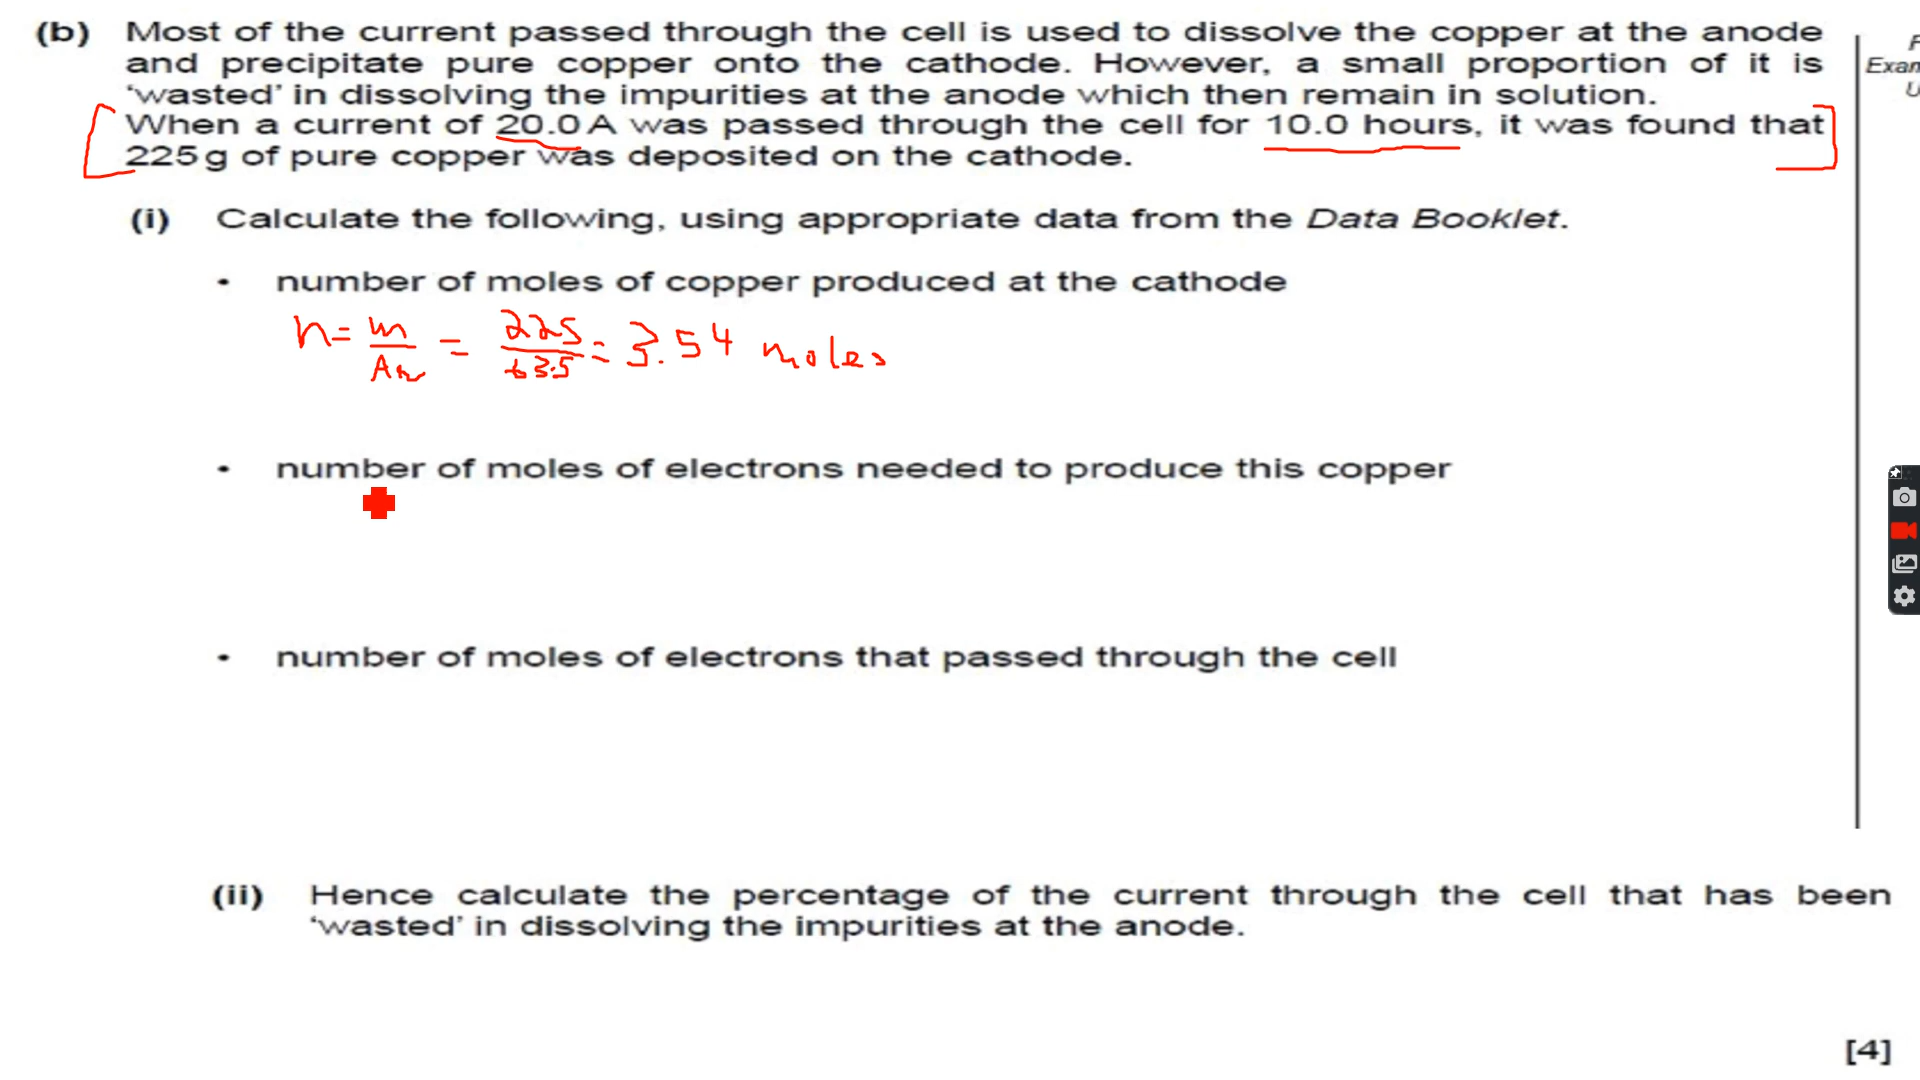 (b) Most of the current passed through the cell is used to dissolve the copper at the anode
and precipitate pure copper onto the cathode. However, a small proportion of it is
‘wasted’ in dissolving the impurities at the anode which then remain in solution.
When a current of 20.0 A was passed through the cell for 10.0 hours, it was found that
225 g of pure copper was deposited on the cathode.
(i) Calculate the following, using appropriate data from the Data Booklet.
• number of moles of copper produced at the cathode
n = m/Ar = 225/63.5 = 3.54 moles
• number of moles of electrons needed to produce this copper
• number of moles of electrons that passed through the cell
(ii) Hence calculate the percentage of the current through the cell that has been
‘wasted’ in dissolving the impurities at the anode.
[4]